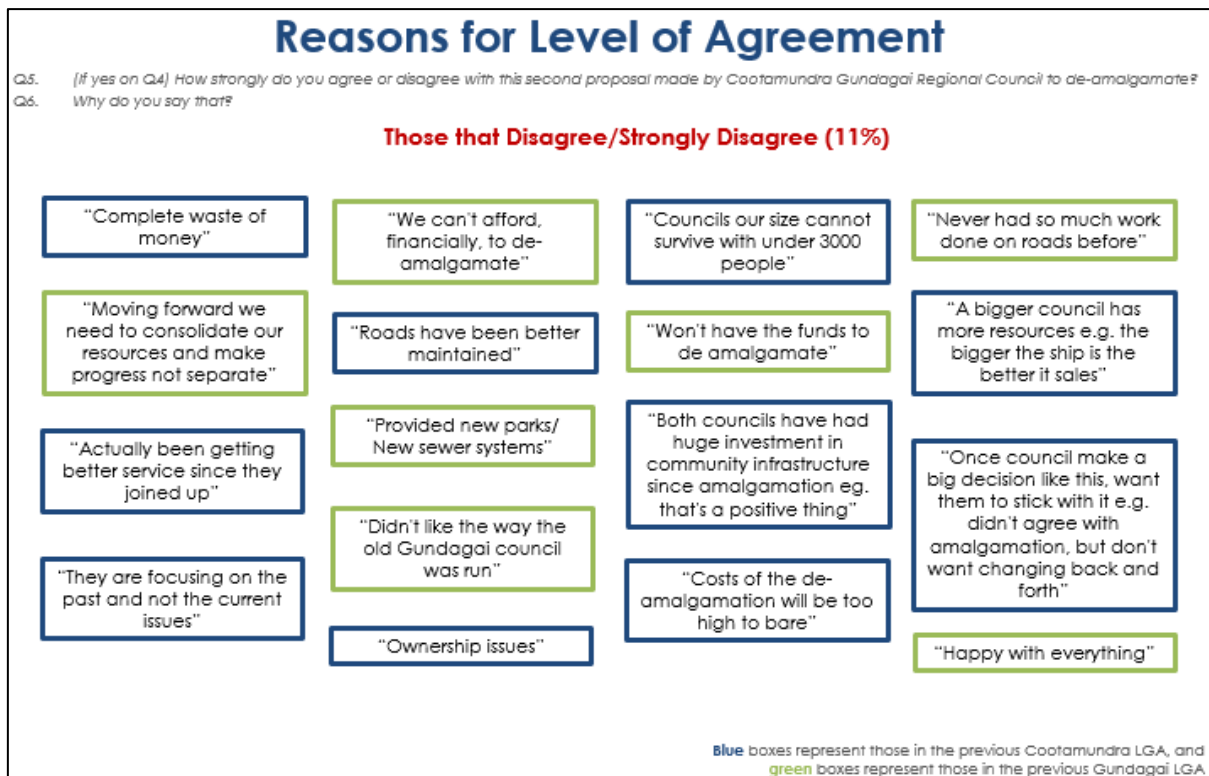 Reasons for Level of Agreement
Q5. (If yes on Q4) How strongly do you agree or disagree with this second proposal made by Cootamundra Gundagai Regional Council to de-amalgamate?
Q6. Why do you say that?
Those that Disagree/Strongly Disagree (11%)
“Complete waste of
money”
“Moving forward we
need to consolidate our
resources and make
progress not separate”
“Actually been getting
better service since they
joined up”
“They are focusing on the
past and not the current
issues”
“We can't afford,
financially, to de-
amalgamate”
“Roads have been better
maintained”
“Provided new parks/
New sewer systems”
“Didn't like the way the
old Gundagai council
was run”
“Ownership issues”
“Councils our size cannot
survive with under 3000
people”
“Won't have the funds to
de amalgamate”
“Both councils have had
huge investment in
community infrastructure
since amalgamation eg.
that's a positive thing”
“Costs of the de-
amalgamation will be too
high to bare”
“Never had so much work
done on roads before”
“A bigger council has
more resources e.g. the
bigger the ship is the
better it sales”
“Once council make a
big decision like this, want
them to stick with it e.g.
didn't agree with
amalgamation, but don't
want changing back and
forth”
“Happy with everything”
Blue boxes represent those in the previous Cootamundra LGA, and
green boxes represent those in the previous Gundagai LGA